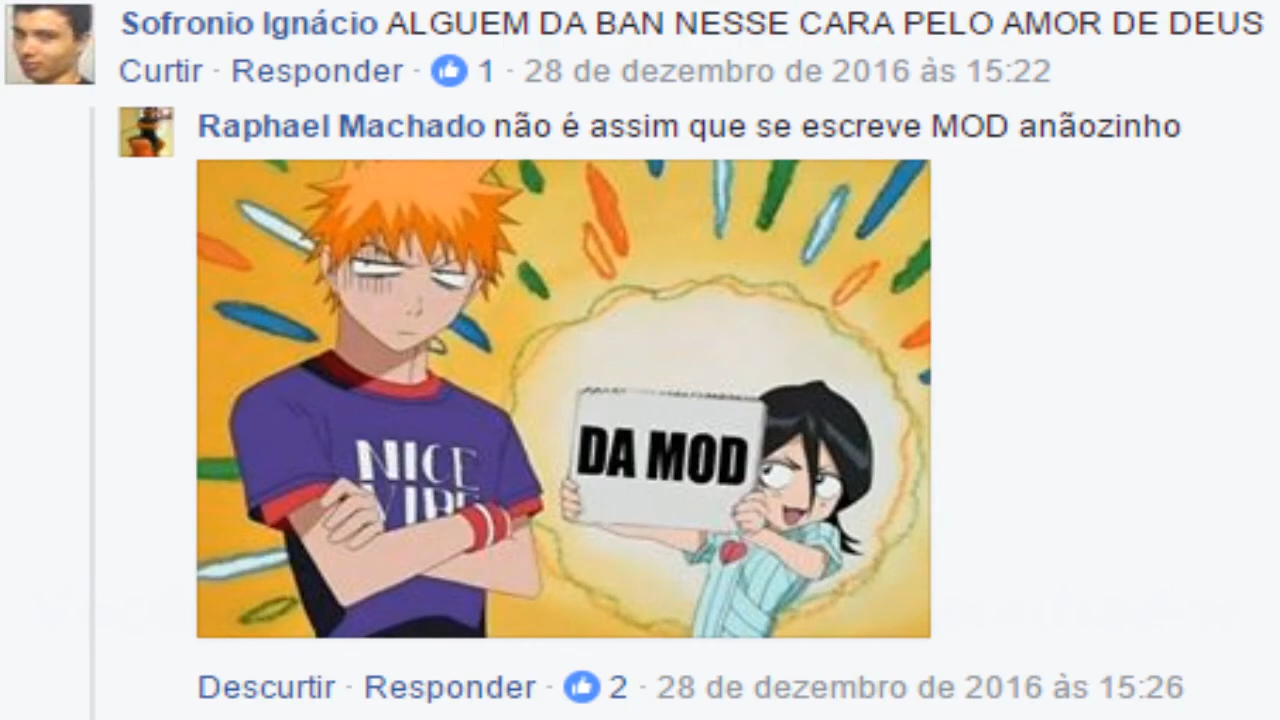 Sofronio Ignácio ALGUEM DA BAN NESSE CARA PELO AMOR DE DEUS
Curtir · Responder · 1 · 28 de dezembro de 2016 às 15:22
Raphael Machado não é assim que se escreve MOD anãozinho
NICE
VIBE
DA MOD
Descurtir · Responder · 2 · 28 de dezembro de 2016 às 15:26